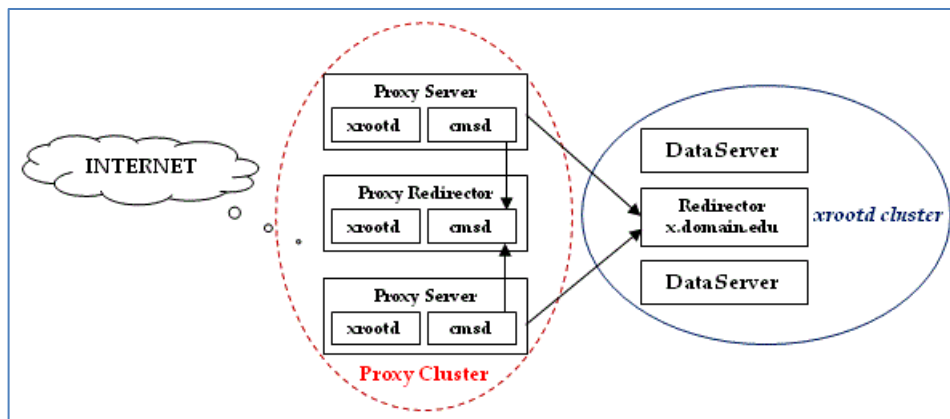 INTERNET
Proxy Server
xrootd
cmsd
Proxy Redirector
xrootd
cmsd
Proxy Server
xrootd
cmsd
Proxy Cluster
DataServer
Redirector
x.domain.edu
DataServer
xrootd cluster